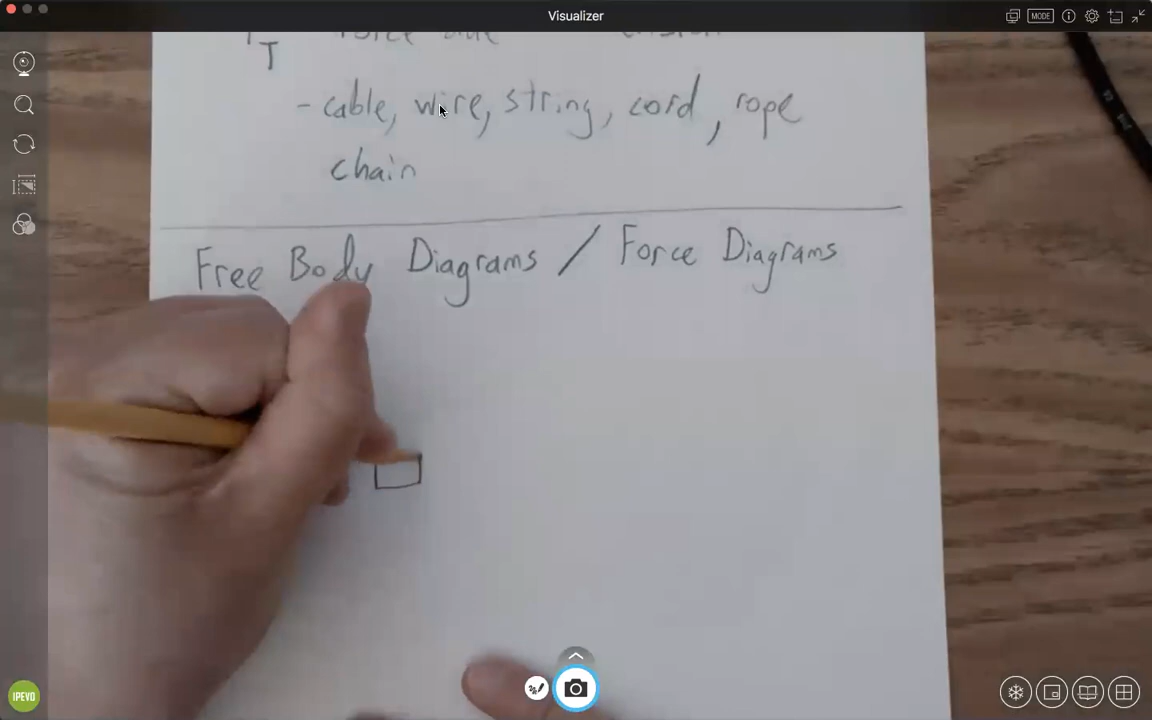 Visualizer
MODE
T
- cable, wire, string, cord, rope
chain
Free Body Diagrams / Force Diagrams
IPEVO